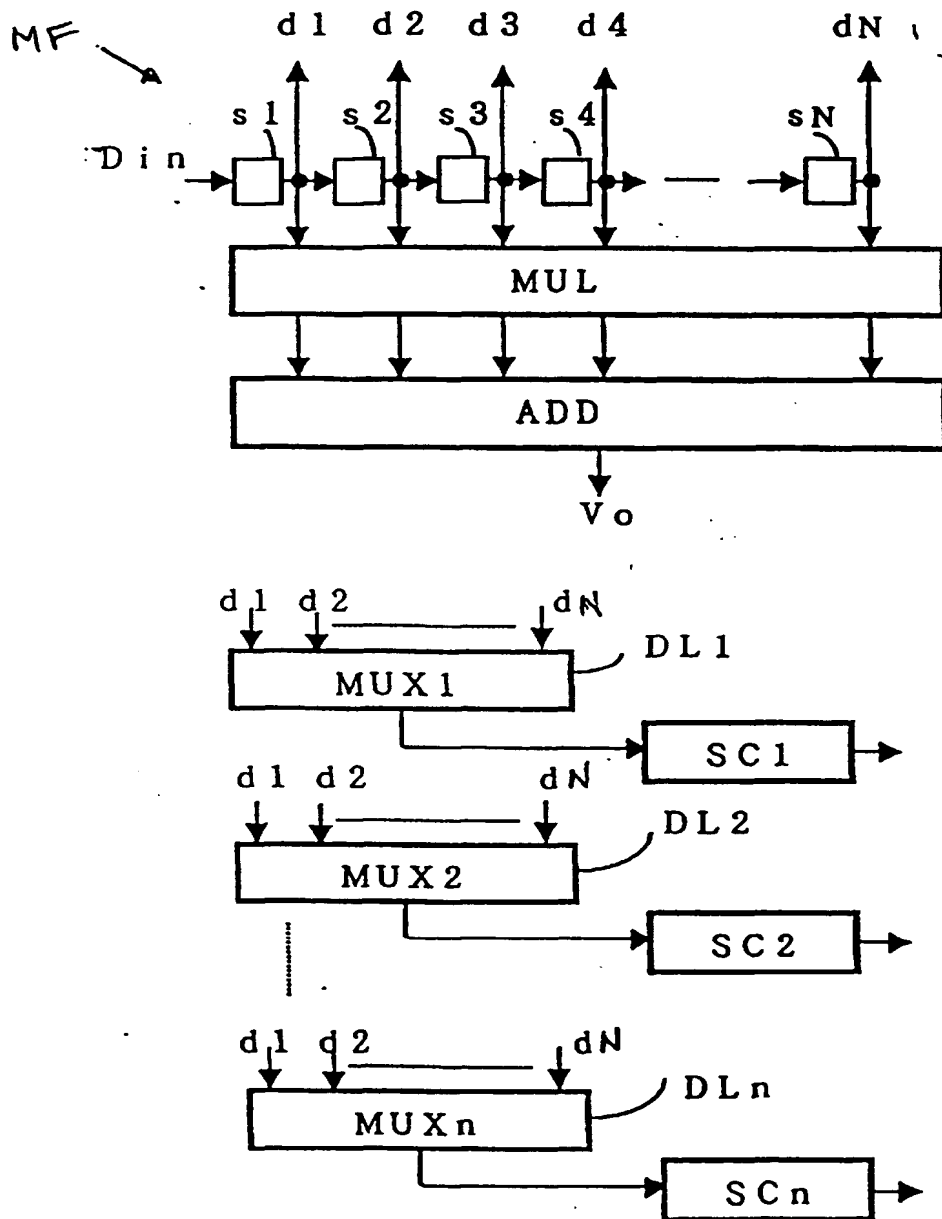 MF
d1 d2 d3 d4 dN
s1 s2 s3 s4 sN
Din
MUL
ADD
Vo
d1 d2 dN
DL1
MUX1
SC1
d1 d2 dN
DL2
MUX2
SC2
d1 d2 dN
DLn
MUXn
SCn